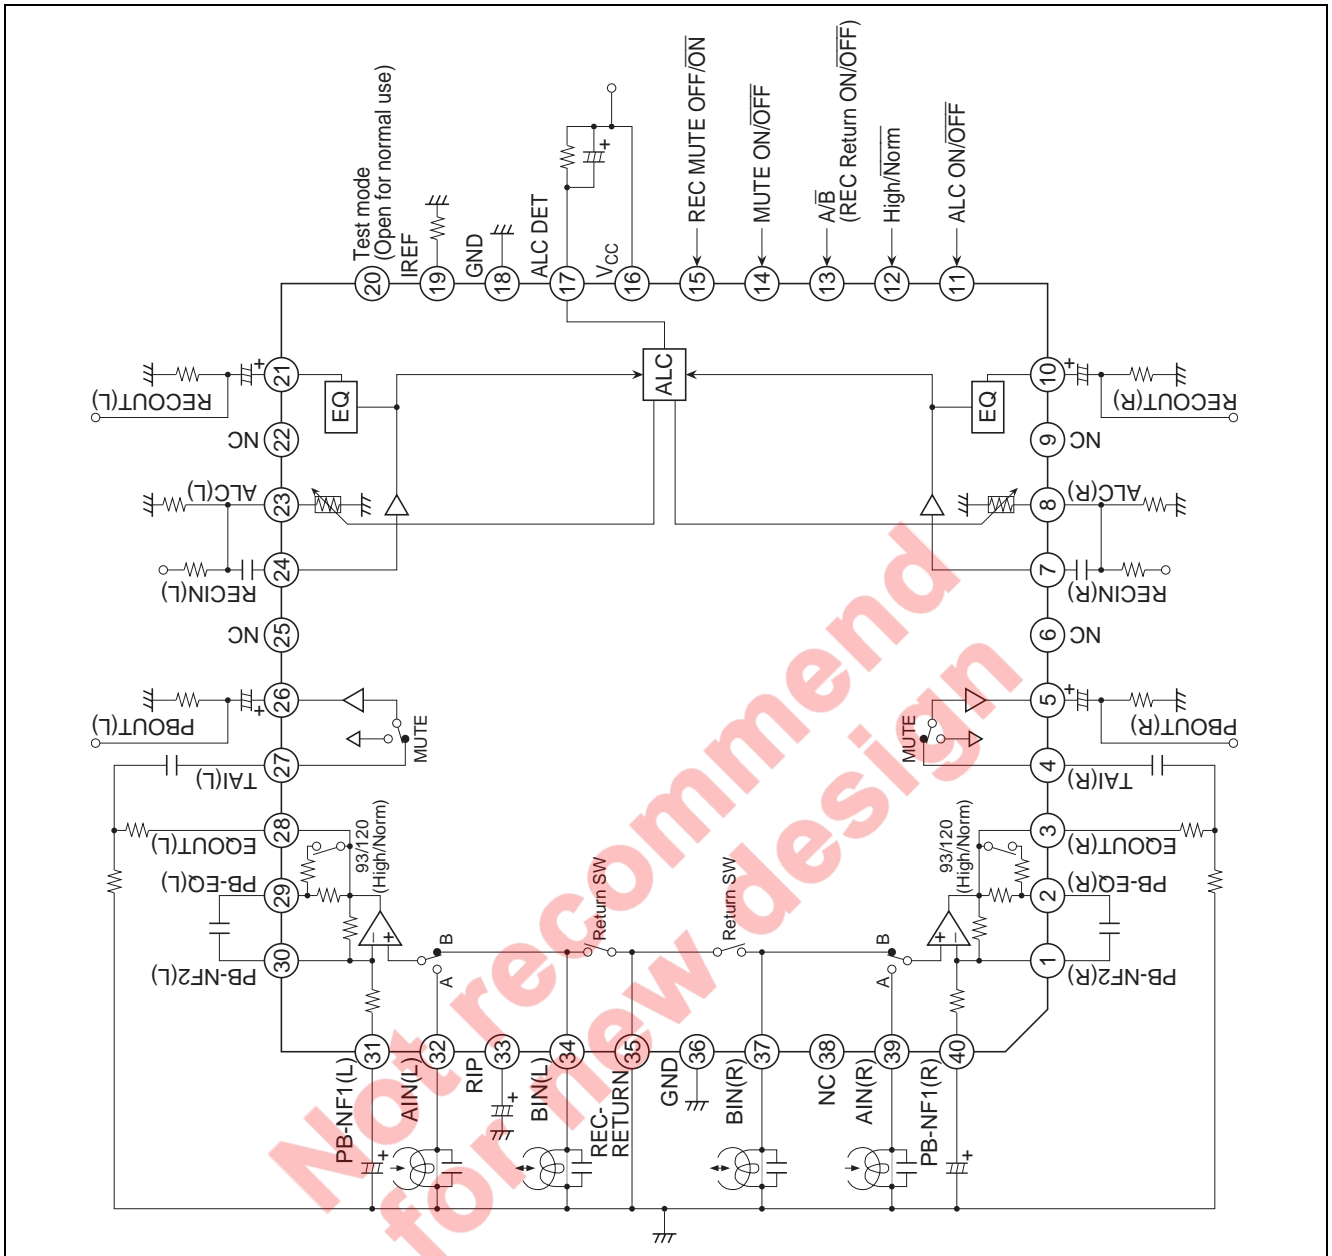 Test mode
(Open for normal use)
IREF
GND
ALC DET
VCC
REC MUTE OFF/ON
MUTE ON/OFF
A/B
(REC Return ON/OFF)
High/Norm
ALC ON/OFF
20
19
18
17
16
15
14
13
12
11
RECOUT(L)
21
EQ
ALC
EQ
10
RECOUT(R)
NC
22
9
NC
ALC(L)
23
8
ALC(R)
RECIN(L)
24
7
RECIN(R)
NC
25
6
NC
PBOUT(L)
26
MUTE
MUTE
5
PBOUT(R)
TAI(L)
27
4
TAI(R)
EQOUT(L)
28
93/120
(High/Norm)
93/120
(High/Norm)
3
EQOUT(R)
PB-EQ(L)
29
2
PB-EQ(R)
PB-NF2(L)
30
+
−
A
B
Return SW
Return SW
B
A
+
−
1
PB-NF2(R)
31
32
33
34
35
36
37
38
39
40
PB-NF1(L)
AIN(L)
RIP
BIN(L)
REC-
RETURN
GND
BIN(R)
NC
AIN(R)
PB-NF1(R)
Not recommend
for new design